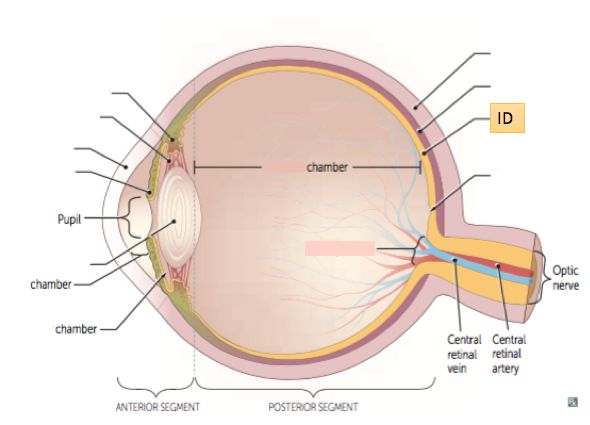 ID
chamber
Pupil
chamber
chamber
Optic
nerve
Central
retinal
vein
Central
retinal
artery
ANTERIOR SEGMENT
POSTERIOR SEGMENT